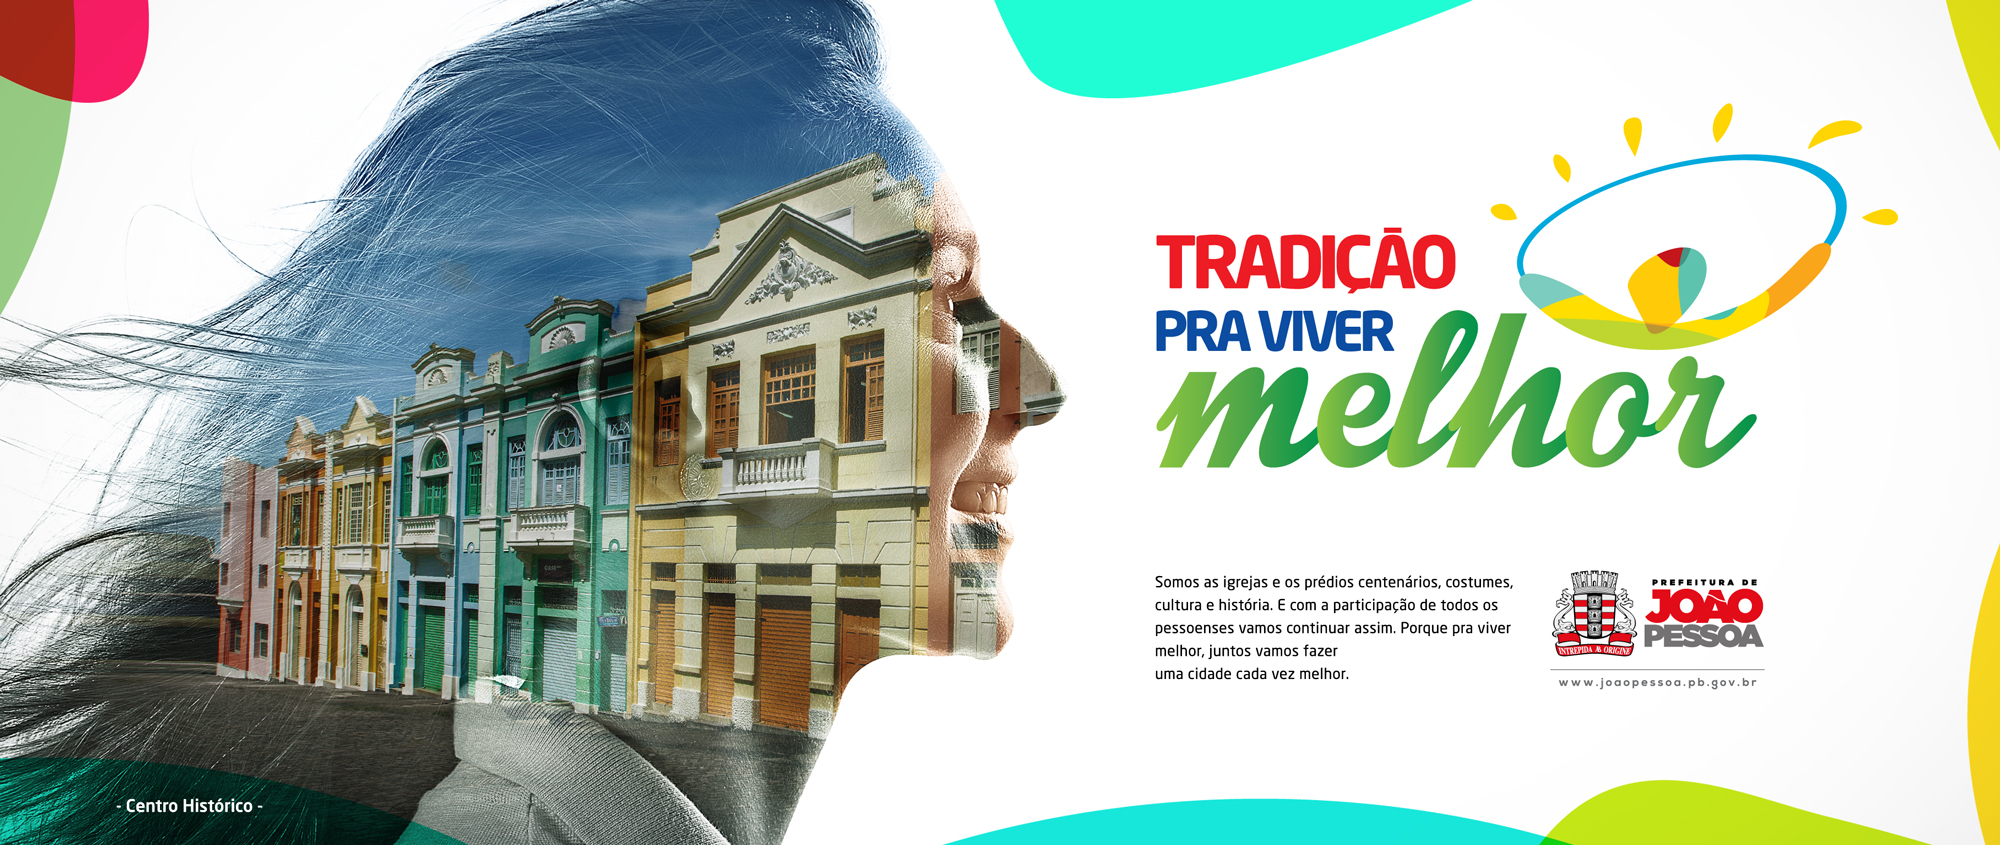 TRADIÇÃO
PRA VIVER
melhor
Somos as igrejas e os prédios centenários, costumes,
cultura e história. E com a participação de todos os
pessoenses vamos continuar assim. Porque pra viver
melhor, juntos vamos fazer
uma cidade cada vez melhor.
INTREPIDA AB ORIGINE
PREFEITURA DE
JOÃO
PESSOA
www.joaopessoa.pb.gov.br
- Centro Histórico -